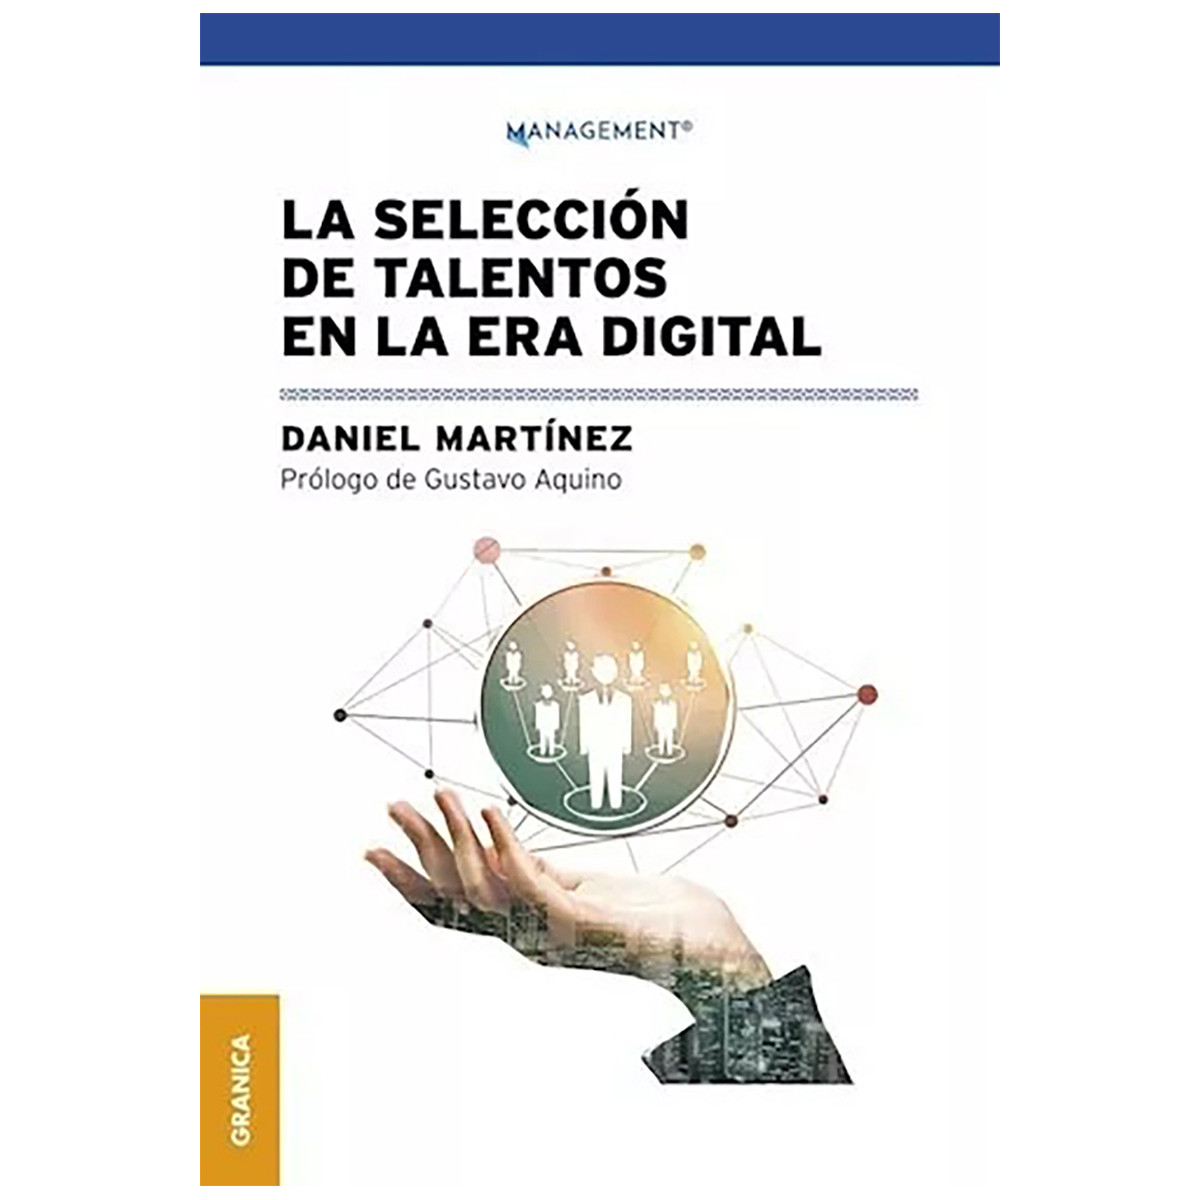 MANAGEMENT®
LA SELECCIÓN
DE TALENTOS
EN LA ERA DIGITAL
DANIEL MARTÍNEZ
Prólogo de Gustavo Aquino
GRANICA